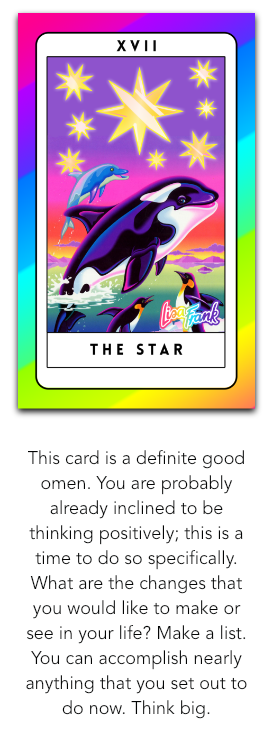 XVII
Lisa Frank
THE STAR
This card is a definite good
omen. You are probably
already inclined to be
thinking positively; this is a
time to do so specifically.
What are the changes that
you would like to make or
see in your life? Make a list.
You can accomplish nearly
anything that you set out to
do now. Think big.